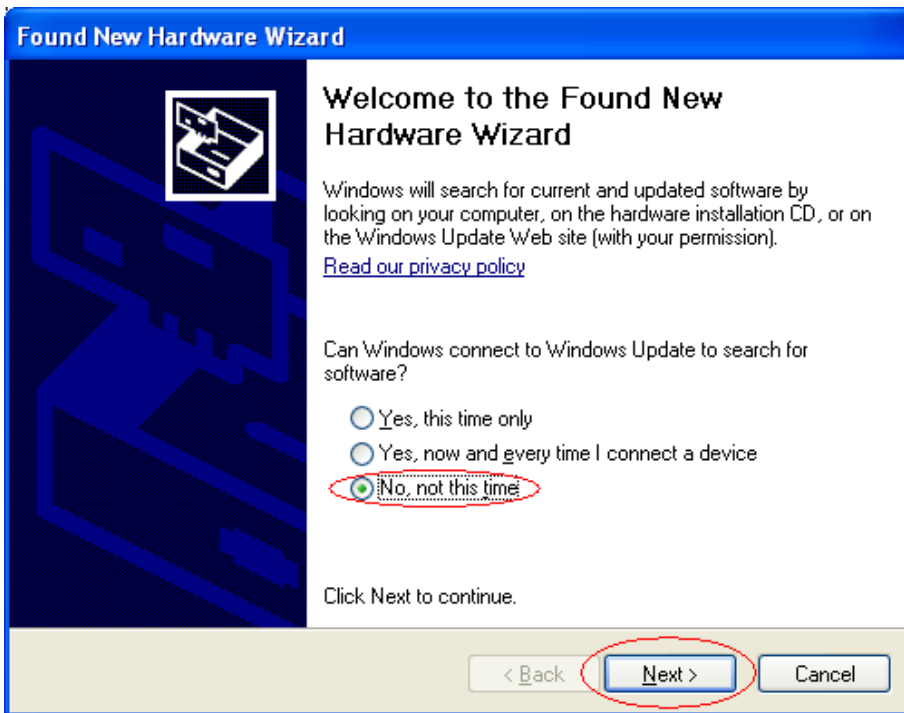 Found New Hardware Wizard
Welcome to the Found New
Hardware Wizard
Windows will search for current and updated software by
looking on your computer, on the hardware installation CD, or on
the Windows Update Web site (with your permission).
Read our privacy policy
Can Windows connect to Windows Update to search for
software?
Yes, this time only
Yes, now and every time I connect a device
No, not this time
Click Next to continue.
< Back
Next >
Cancel